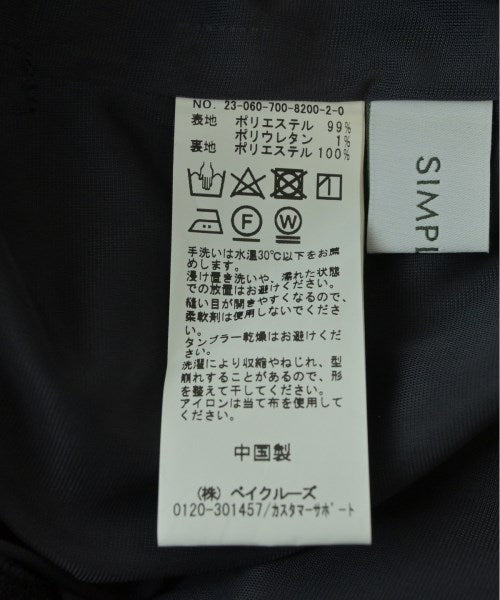 NO. 23-060-700-8200-2-0
表地 ポリエステル 99%
ポリウレタン 1%
裏地 ポリエステル 100%
F
W
手洗いは水温30℃以下をお薦
めします。
浸け置き洗いや、濡れた状態
での放置はお避けください。
縫い目が開きやすくなるので、
柔軟剤は使用しないでくださ
い。
タンブラー乾燥はお避けくだ
さい。
洗濯により収縮やねじれ、型
崩れすることがあるので、形
を整えて干してください。
アイロンは当て布を使用して
ください。
中国製
(株) ベイクルーズ
0120-301457/カスタマーサポート
SIMPL